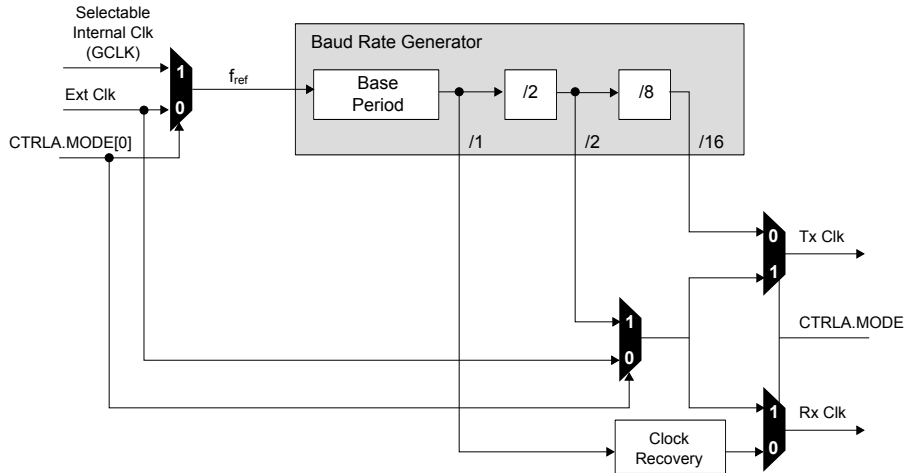 Selectable
Internal Clk
(GCLK)
Baud Rate Generator
1
fref
Base
Period
/2
/8
Ext Clk
0
CTRLA.MODE[0]
/1
/2
/16
0
Tx Clk
1
1
CTRLA.MODE
0
1
Rx Clk
Clock
Recovery
0